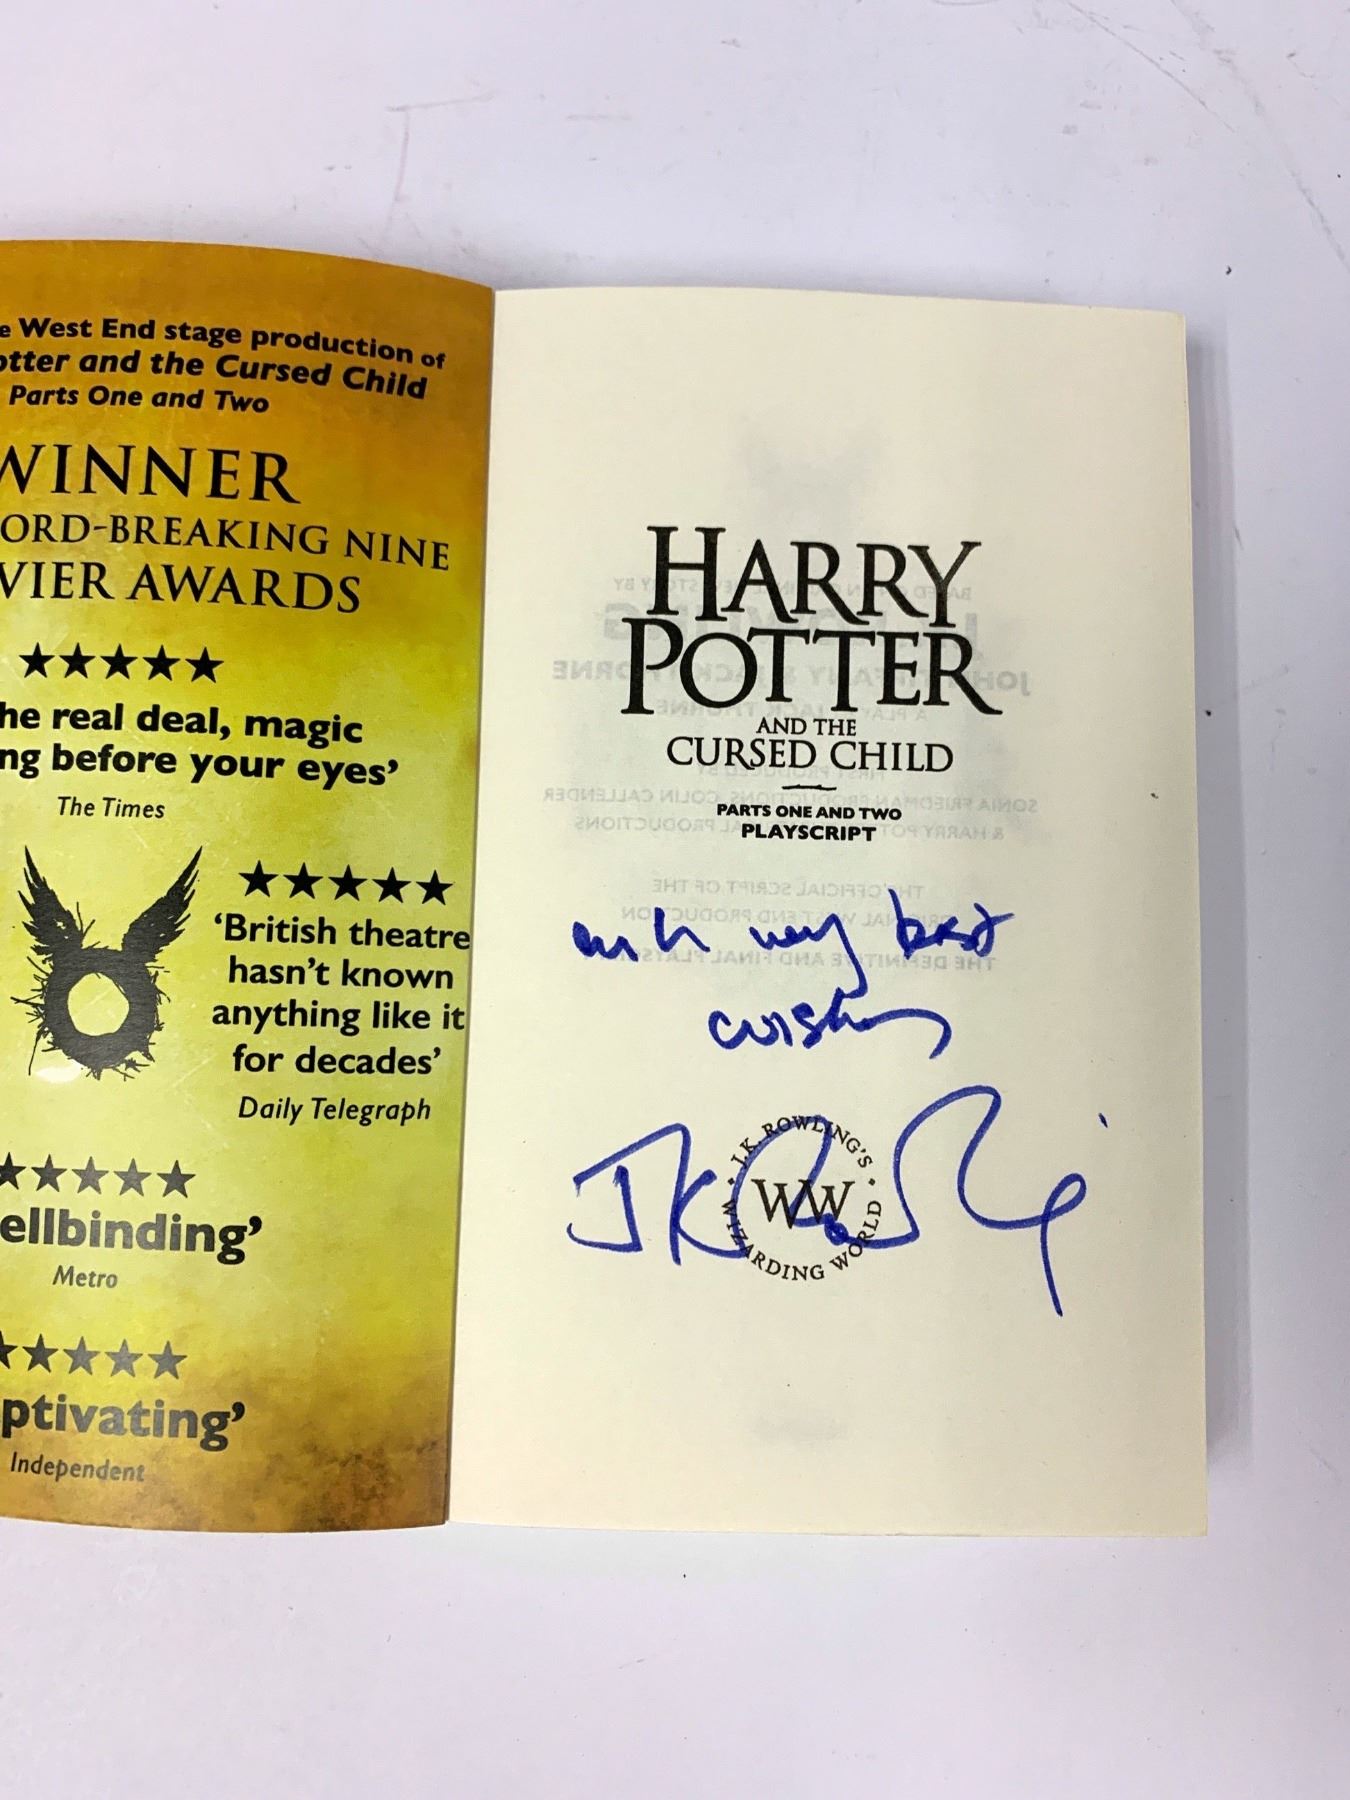 e West End stage production of
otter and the Cursed Child
Parts One and Two
WINNER
ORD-BREAKING NINE
VIER AWARDS
he real deal, magic
ng before your eyes’
The Times
‘British theatre
hasn’t known
anything like it
for decades’
Daily Telegraph
ellbinding’
Metro
ptivating’
Independent
HARRY
POTTER
AND THE
CURSED CHILD
PARTS ONE AND TWO
PLAYSCRIPT
with very best
wishes
J.K. ROWLING'S
WW
WIZARDING WORLD